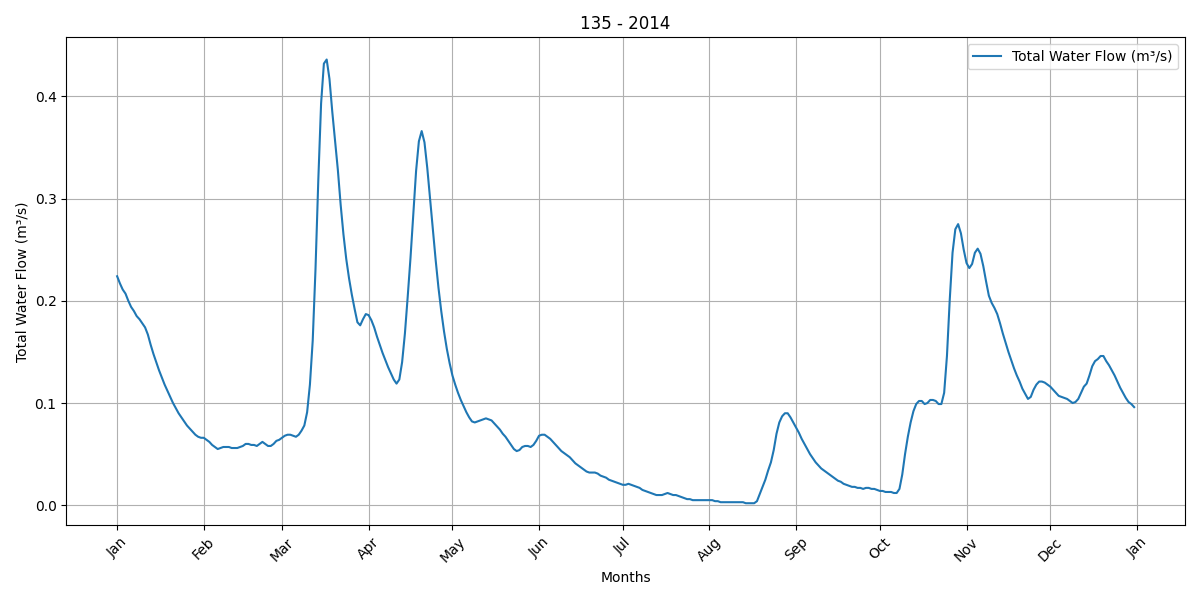 135 - 2014
Total Water Flow (m³/s)
Total Water Flow (m³/s)
0.4
0.3
0.2
0.1
0.0
Jan Feb Mar Apr May Jun Jul Aug Sep Oct Nov Dec Jan
Months